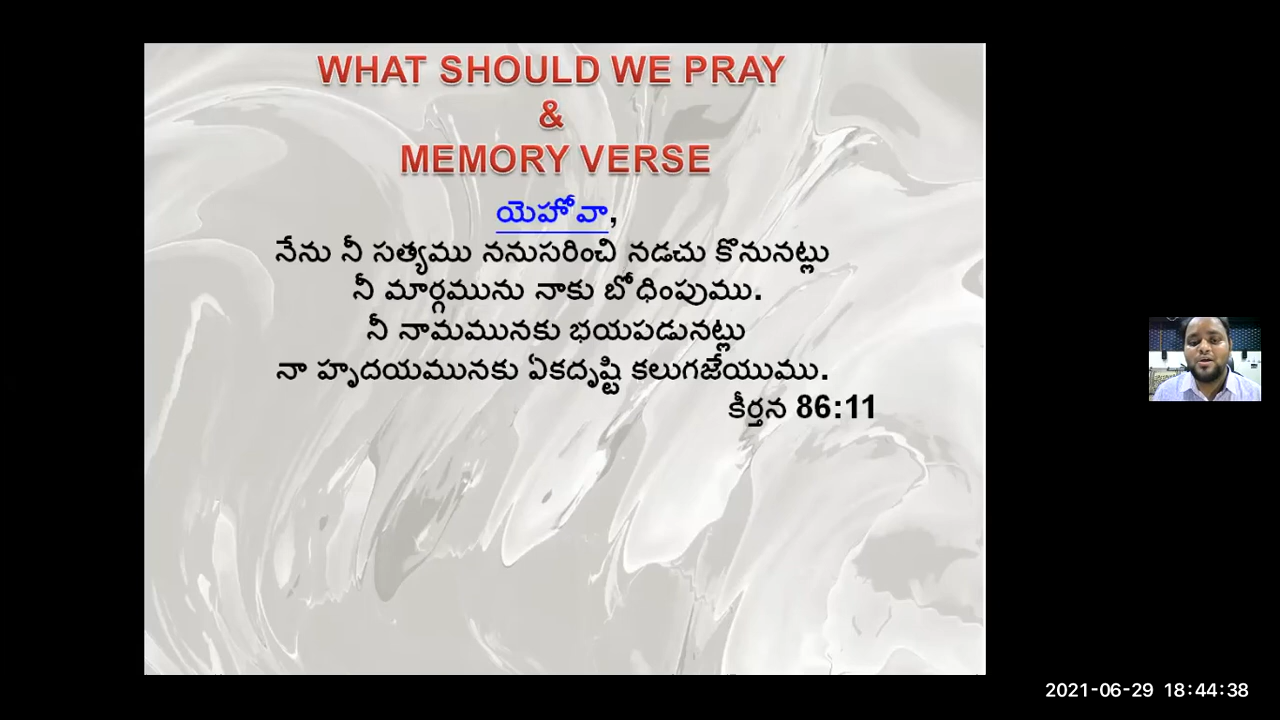 WHAT SHOULD WE PRAY
&
MEMORY VERSE
యెహోవా,
నేను నీ సత్యము ననుసరించి నడచు కొనునట్లు
నీ మార్గమును నాకు బోధింపుము.
నీ నామమునకు భయపడునట్లు
నా హృదయమునకు ఏకదృష్టి కలుగజేయుము.
కీర్తన 86:11
2021-06-29 18:44:38